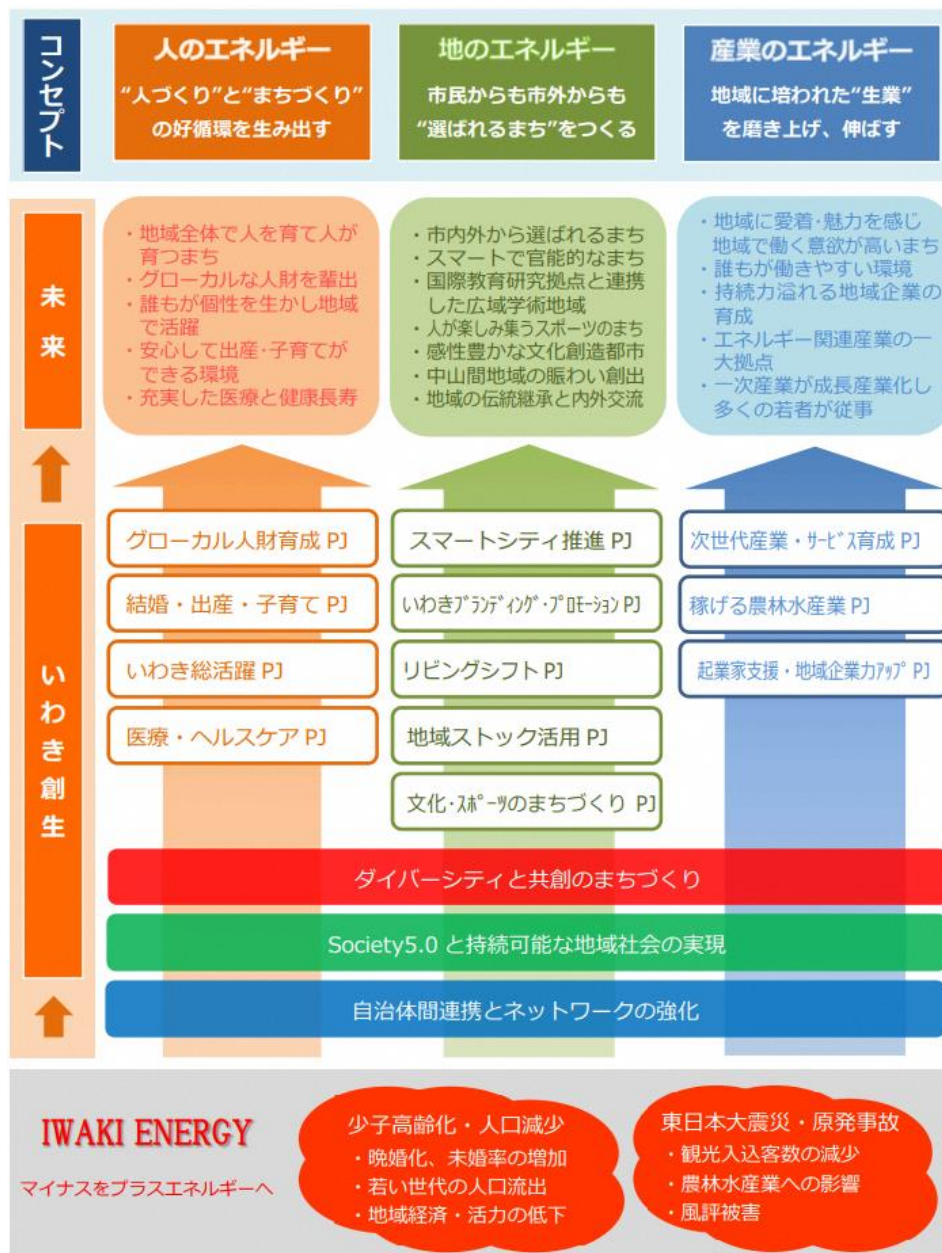 コンセプト
人のエネルギー
“人づくり”と“まちづくり”
の好循環を生み出す
地のエネルギー
市民からも市外からも
“選ばれるまち”をつくる
産業のエネルギー
地域に培われた“生業”
を磨き上げ、伸ばす
未来
・地域全体で人を育て人が
育つまち
・グローカルな人財を輩出
・誰もが個性を生かし地域
で活躍
・安心して出産・子育てが
できる環境
・充実した医療と健康長寿
・市内外から選ばれるまち
・スマートで官能的なまち
・国際教育研究拠点と連携
した広域学術地域
・人が楽しみ集うスポーツのまち
・感性豊かな文化創造都市
・中山間地域の賑わい創出
・地域の伝統継承と内外交流
・地域に愛着・魅力を感じ
地域で働く意欲が高いまち
・誰もが働きやすい環境
・持続力溢れる地域企業の
育成
・エネルギー関連産業の一
大拠点
・一次産業が成長産業化し
多くの若者が従事
いわき創生
グローカル人財育成 PJ
結婚・出産・子育て PJ
いわき総活躍 PJ
医療・ヘルスケア PJ
スマートシティ推進 PJ
いわきﾌﾞﾗﾝﾃﾞｨﾝｸﾞ・ﾌﾟﾛﾓｰｼｮﾝ PJ
リビングシフト PJ
地域ストック活用 PJ
文化・ｽﾎﾟｰﾂのまちづくり PJ
次世代産業・ｻｰﾋﾞｽ育成 PJ
稼げる農林水産業 PJ
起業家支援・地域企業力ｱｯﾌﾟ PJ
ダイバーシティと共創のまちづくり
Society5.0 と持続可能な地域社会の実現
自治体間連携とネットワークの強化
IWAKI ENERGY
マイナスをプラスエネルギーへ
少子高齢化・人口減少
・晩婚化、未婚率の増加
・若い世代の人口流出
・地域経済・活力の低下
東日本大震災・原発事故
・観光入込客数の減少
・農林水産業への影響
・風評被害